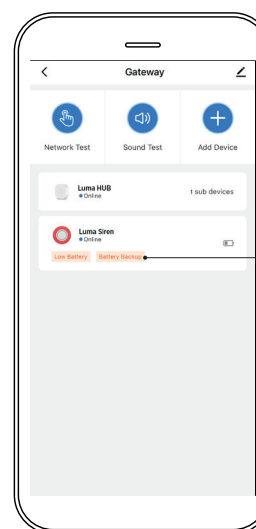 Gateway
Network Test Sound Test Add Device
Luma HUB
Online
1 sub devices
Luma Siren
Online
Low Battery Battery Backup